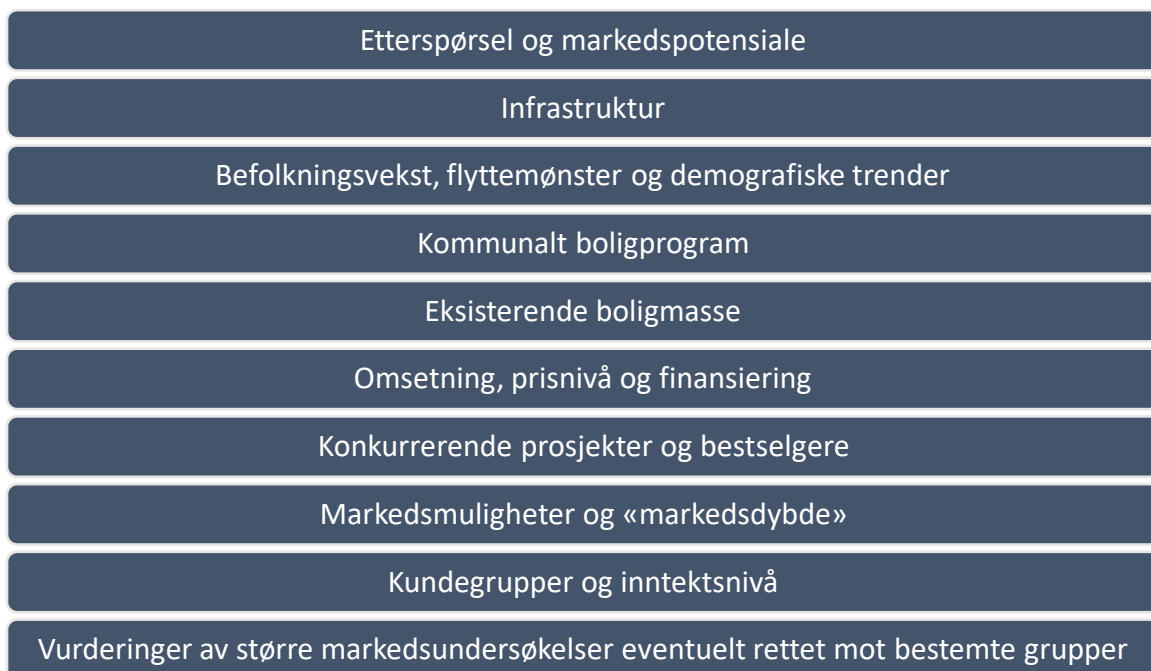 Etterspørsel og markedspotensiale
Infrastruktur
Befolkningsvekst, flyttemønster og demografiske trender
Kommunalt boligprogram
Eksisterende boligmasse
Omsetning, prisnivå og finansiering
Konkurrerende prosjekter og bestselgere
Markedsmuligheter og «markedsdybde»
Kundegrupper og inntektsnivå
Vurderinger av større markedsundersøkelser eventuelt rettet mot bestemte grupper